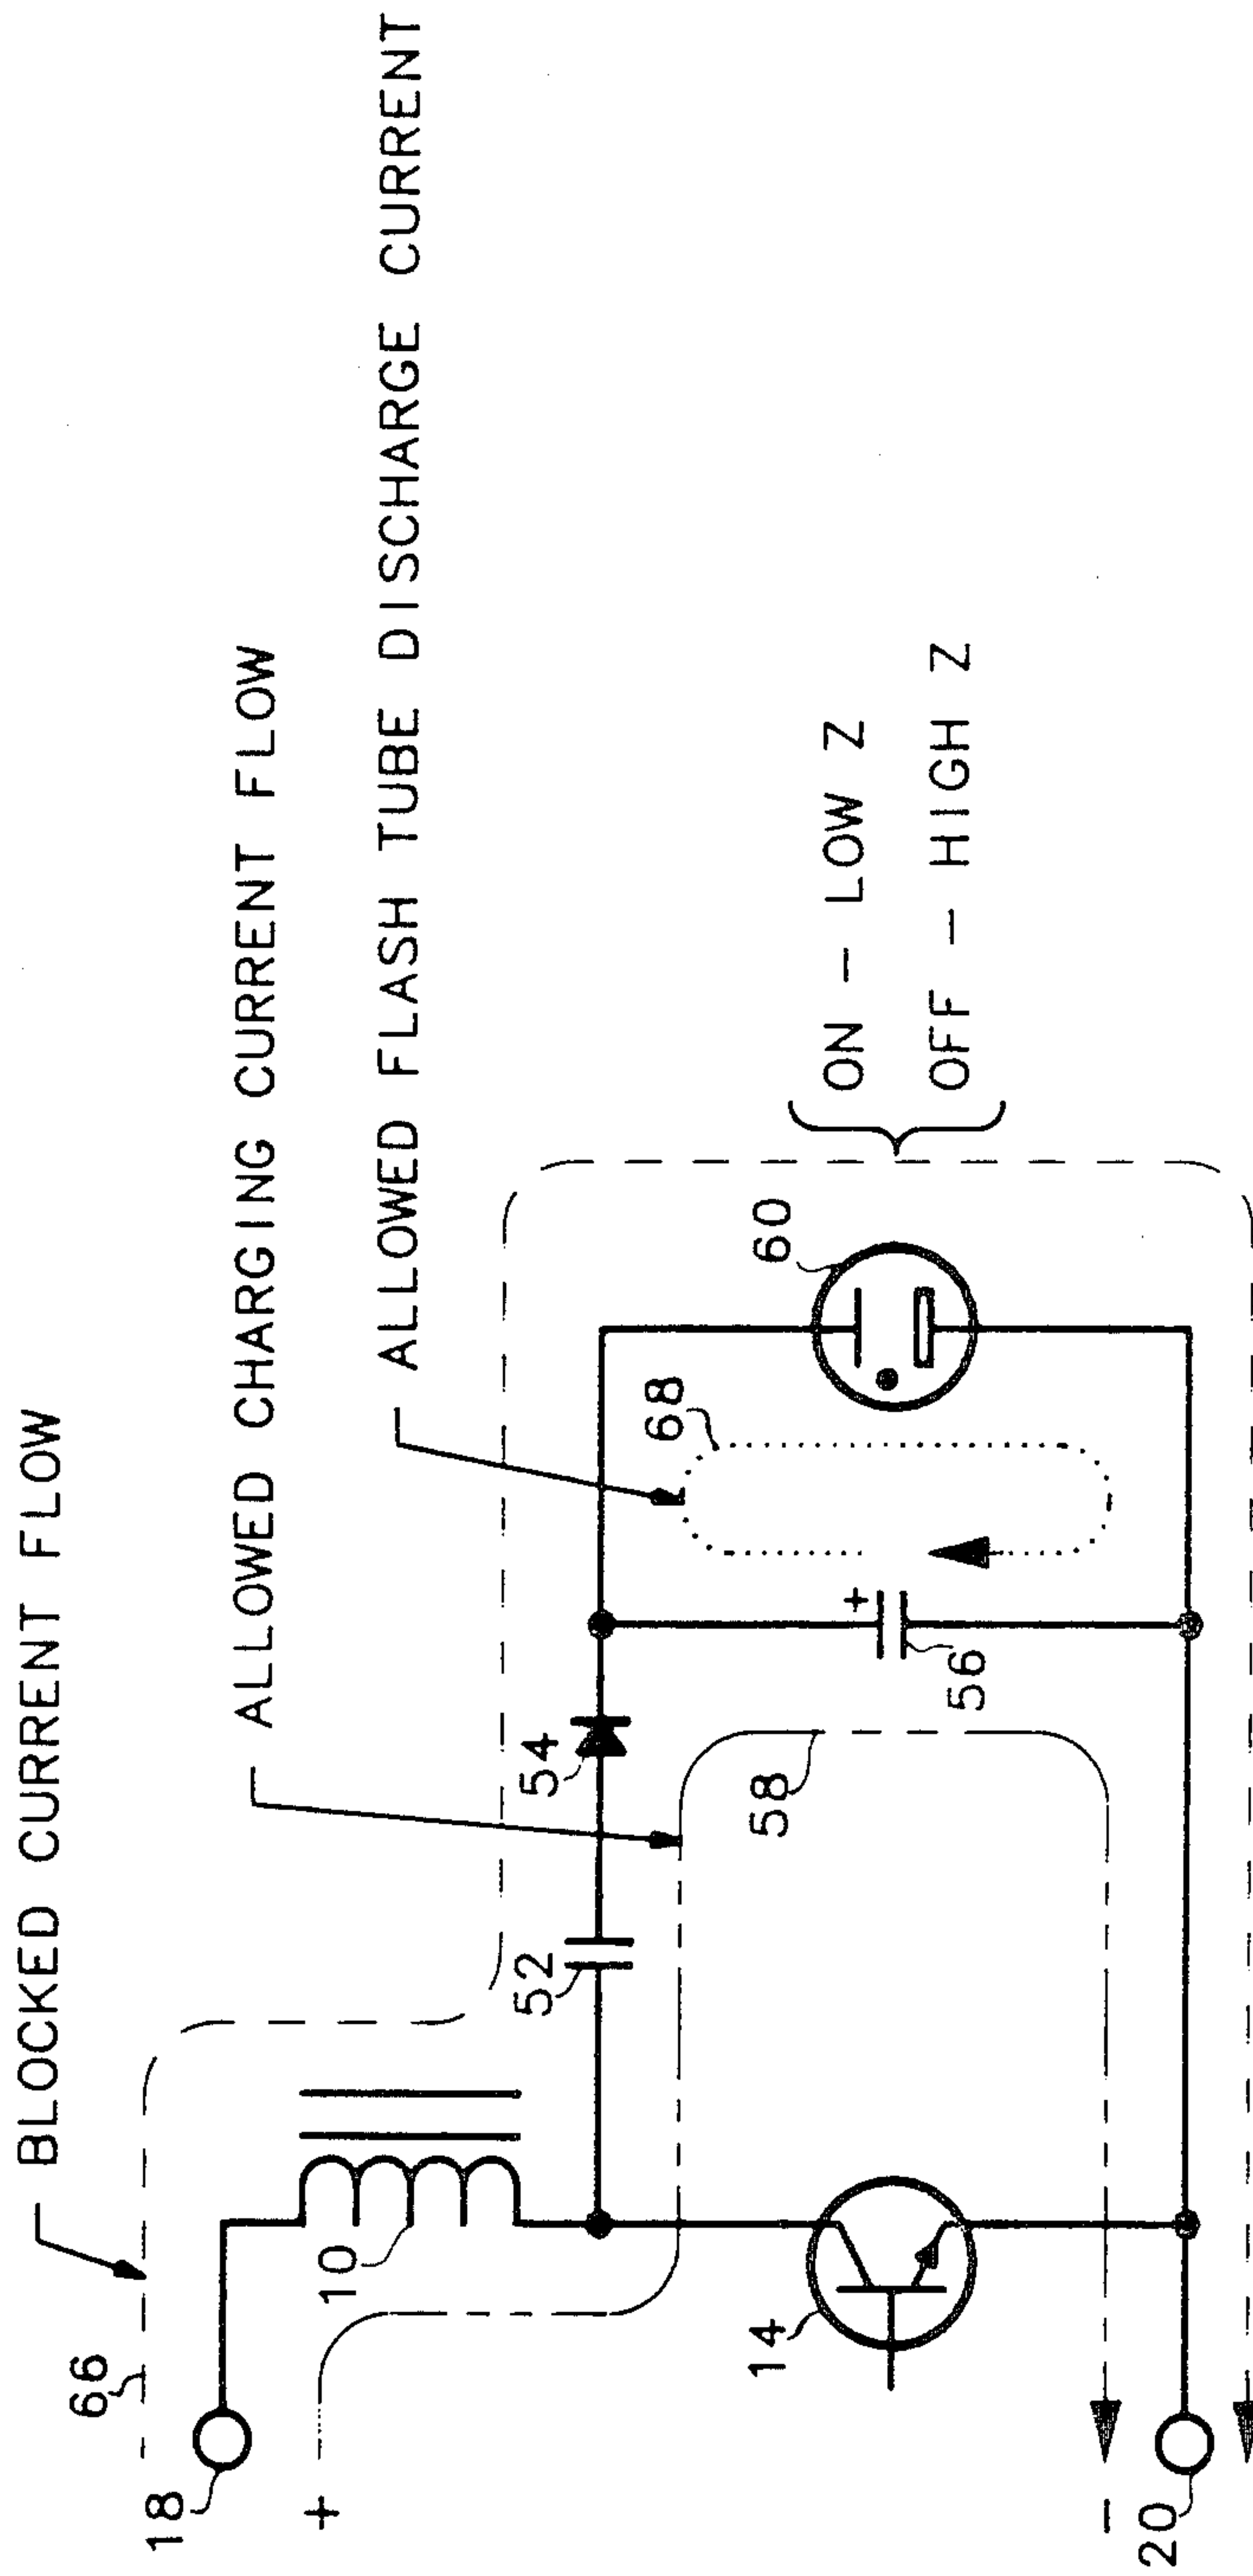 BLOCKED CURRENT FLOW
ALLOWED CHARGING CURRENT FLOW
ALLOWED FLASH TUBE DISCHARGE CURRENT
66
18
+
10
52
54
68
60
+
56
58
14
ON - LOW Z
OFF - HIGH Z
-
20